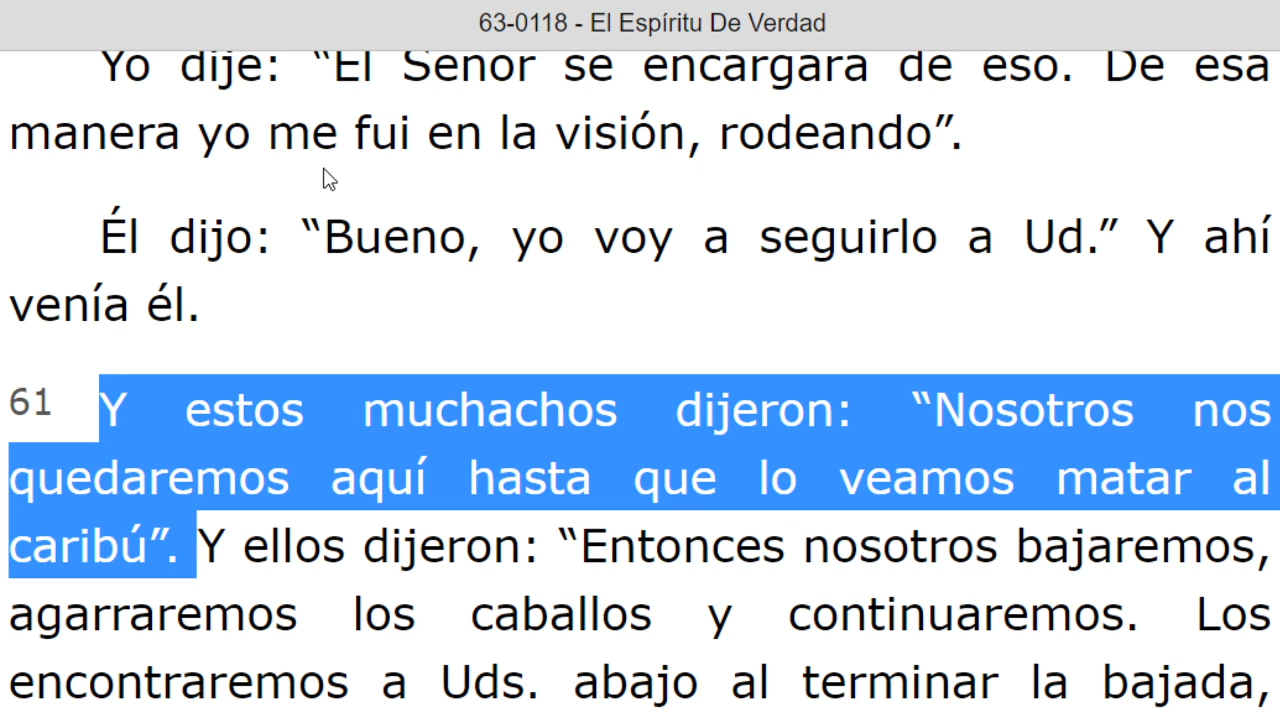 63-0118 - El Espíritu De Verdad
Yo dije: “El Señor se encargará de eso. De esa
manera yo me fui en la visión, rodeando”.
Él dijo: “Bueno, yo voy a seguirlo a Ud.” Y ahí
venía él.
61 Y estos muchachos dijeron: “Nosotros nos
quedaremos aquí hasta que lo veamos matar al
caribú”. Y ellos dijeron: “Entonces nosotros bajaremos,
agarraremos los caballos y continuaremos. Los
encontraremos a Uds. abajo al terminar la bajada,